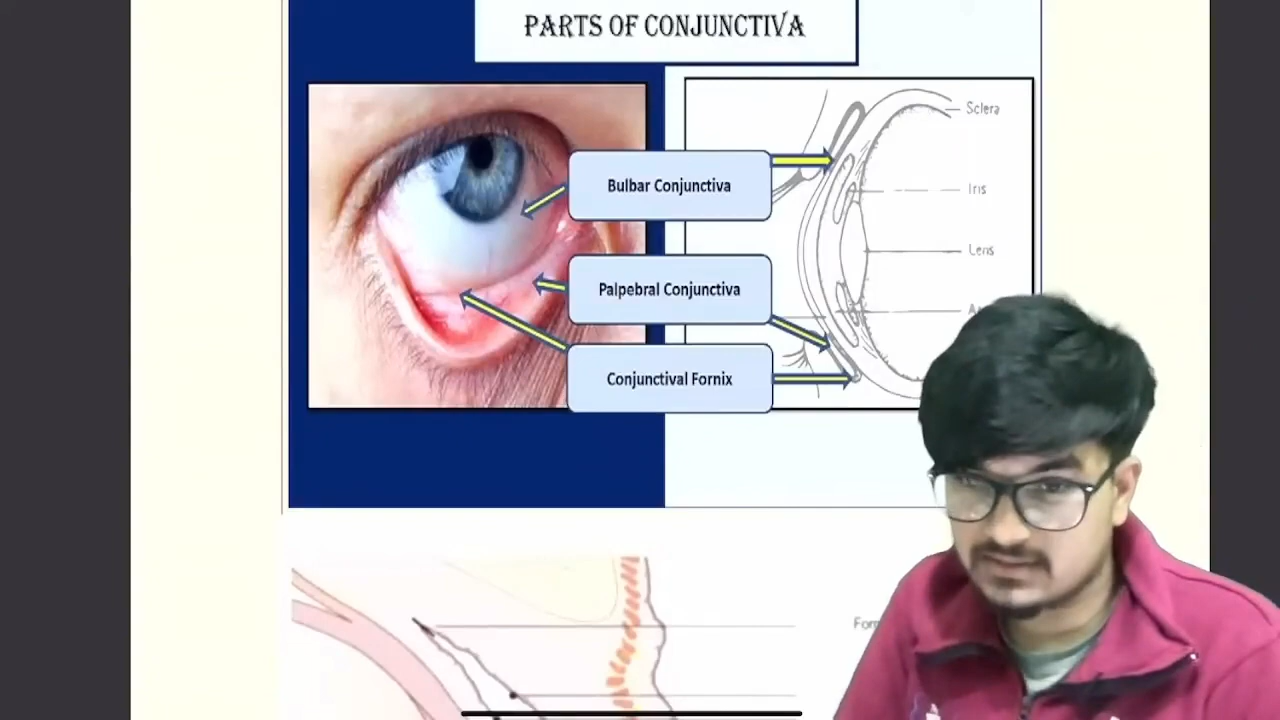 PARTS OF CONJUNCTIVA
Sclera
Bulbar Conjunctiva
Iris
Lens
Palpebral Conjunctiva
Conjunctival Fornix